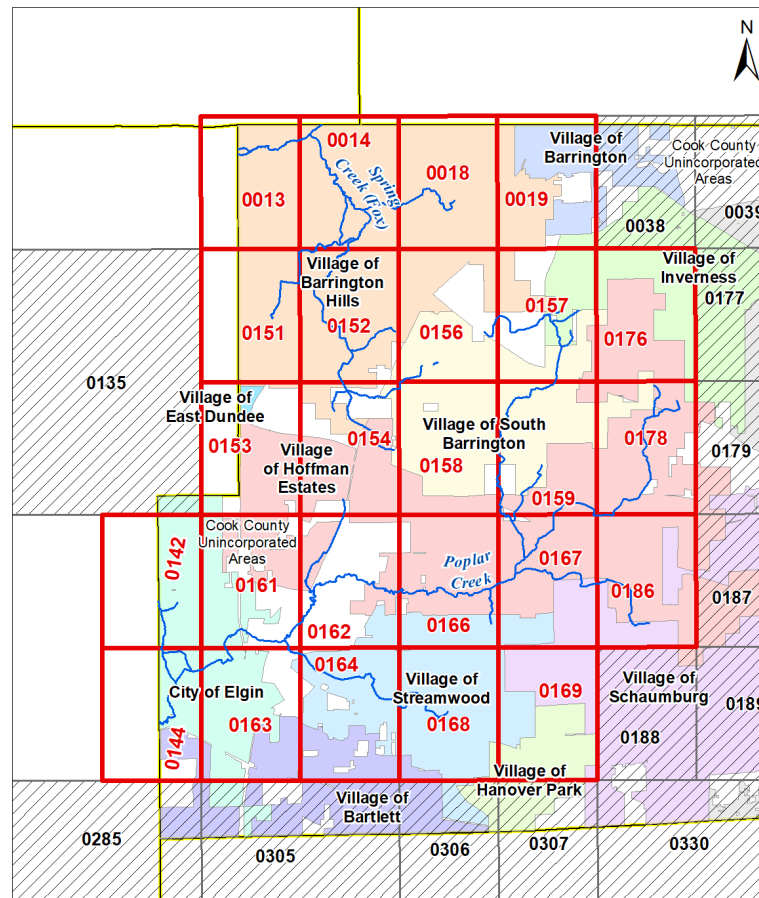 N
0014
Village of
Barrington
Cook County
Unincorporated
Areas
Spring
Creek (Fox)
0018
0013
0019
0038
0039
Village of
Inverness
0177
Village of
Barrington
Hills
0157
0151
0152
0156
0176
0135
Village of
East Dundee
Village of South
Barrington
0153
0154
0178
Village
of Hoffman
Estates
0158
0179
0159
Cook County
Unincorporated
Areas
0142
Poplar
Creek
0167
0161
0186
0187
0162
0166
0164
City of Elgin
Village of
Streamwood
0169
Village of
Schaumburg
0189
0144
0163
0168
0188
Village of
Hanover Park
Village of
Bartlett
0285
0305
0306
0307
0330